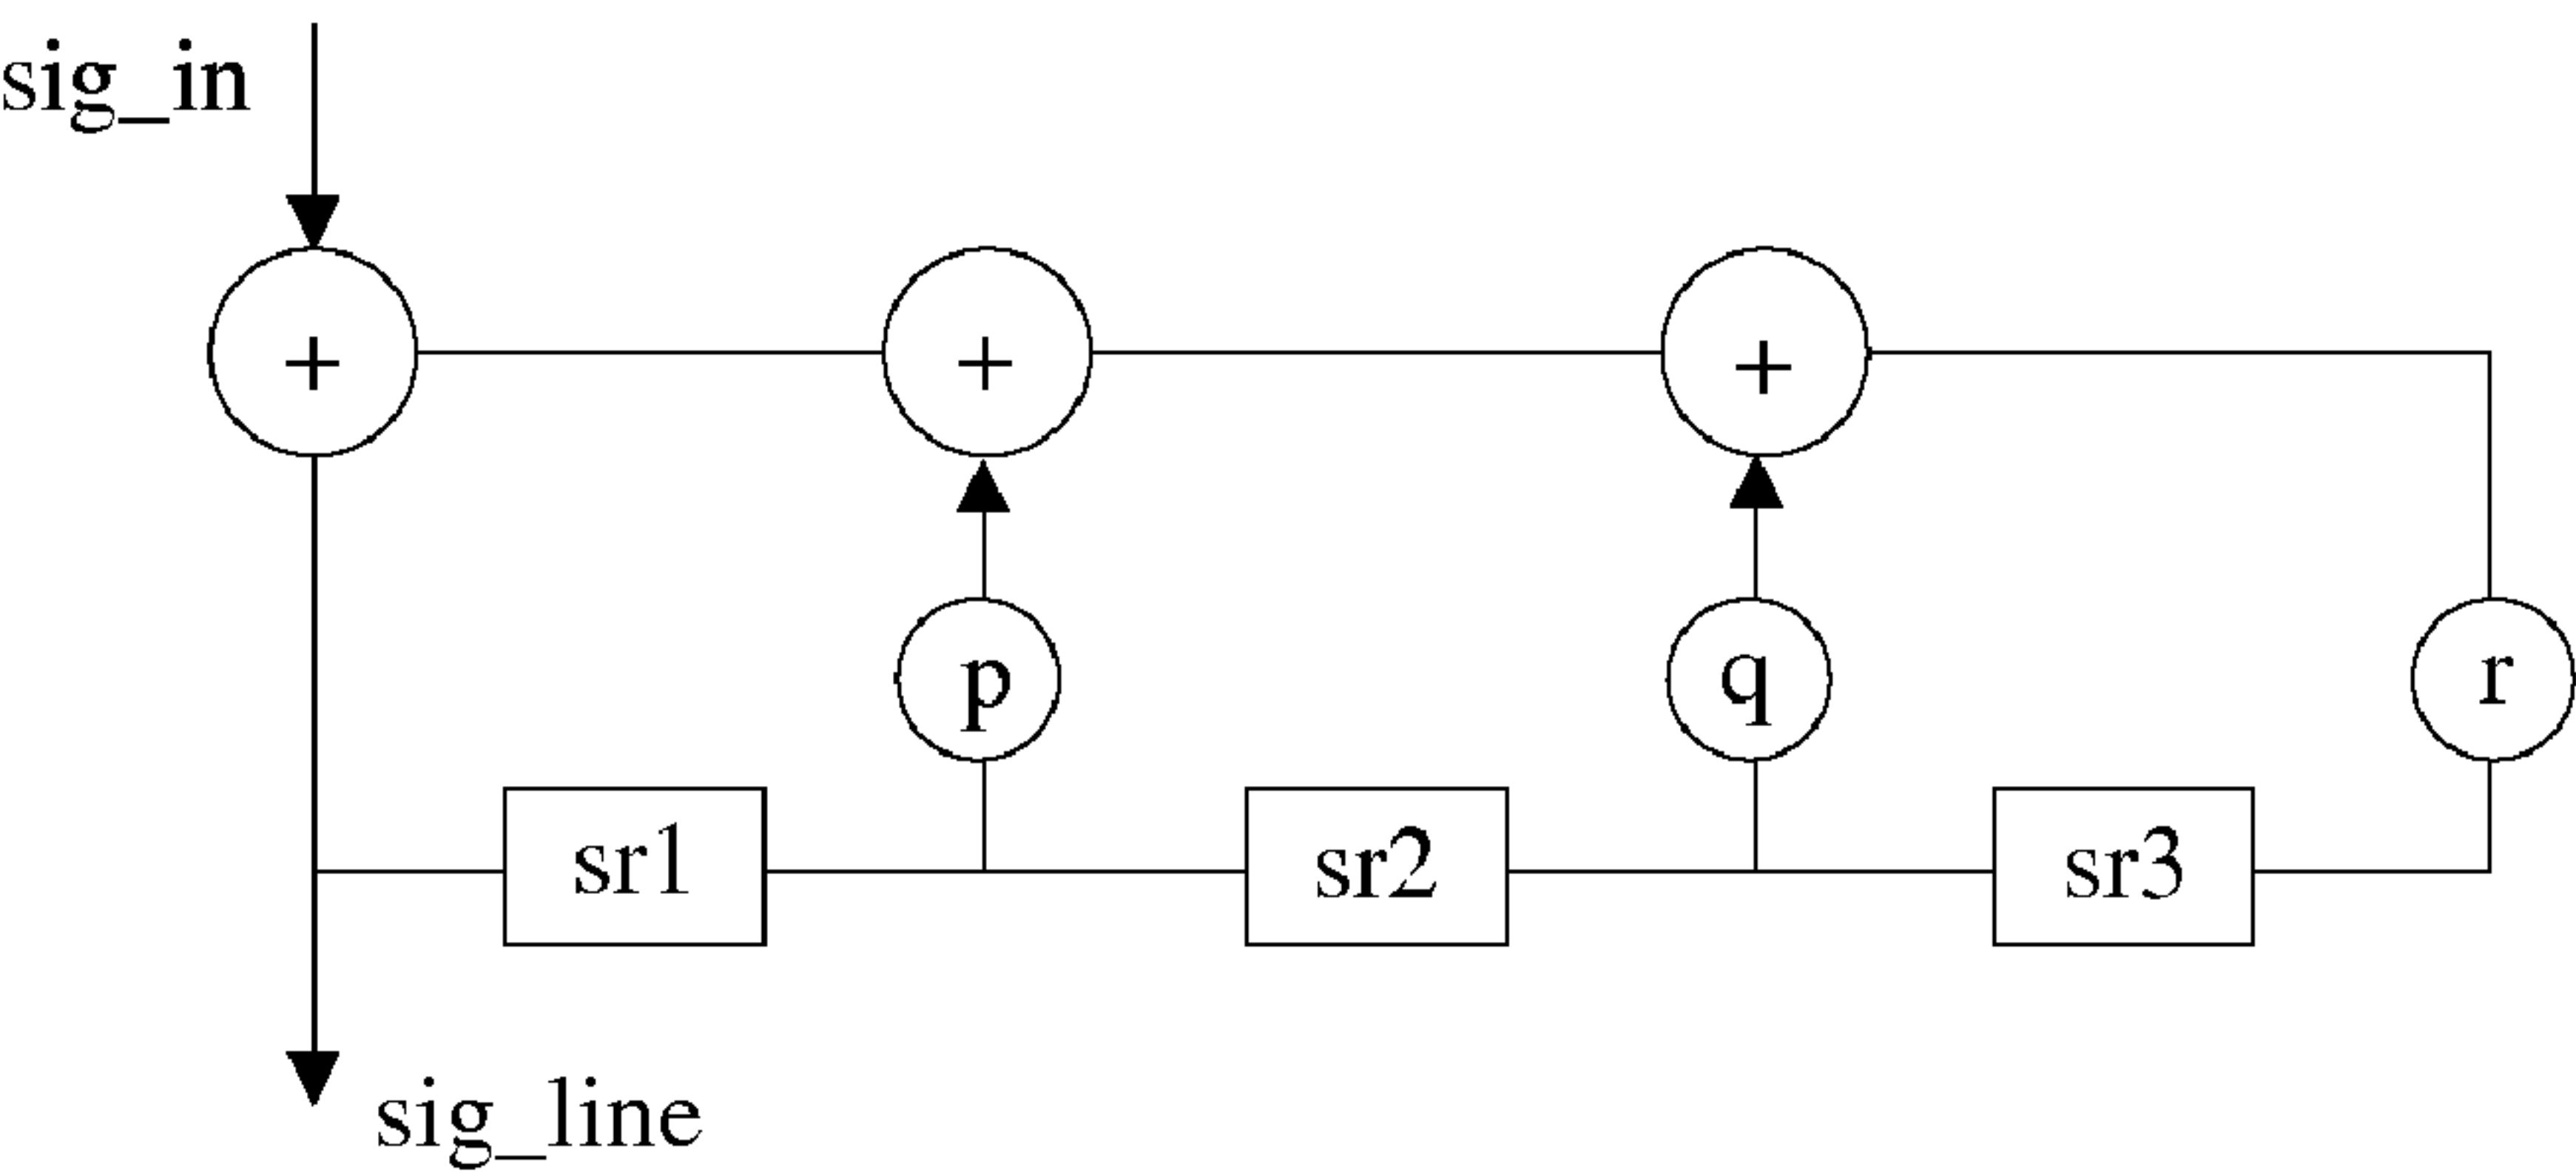 sig_in
+ + +
p q r
sr1 sr2 sr3
sig_line